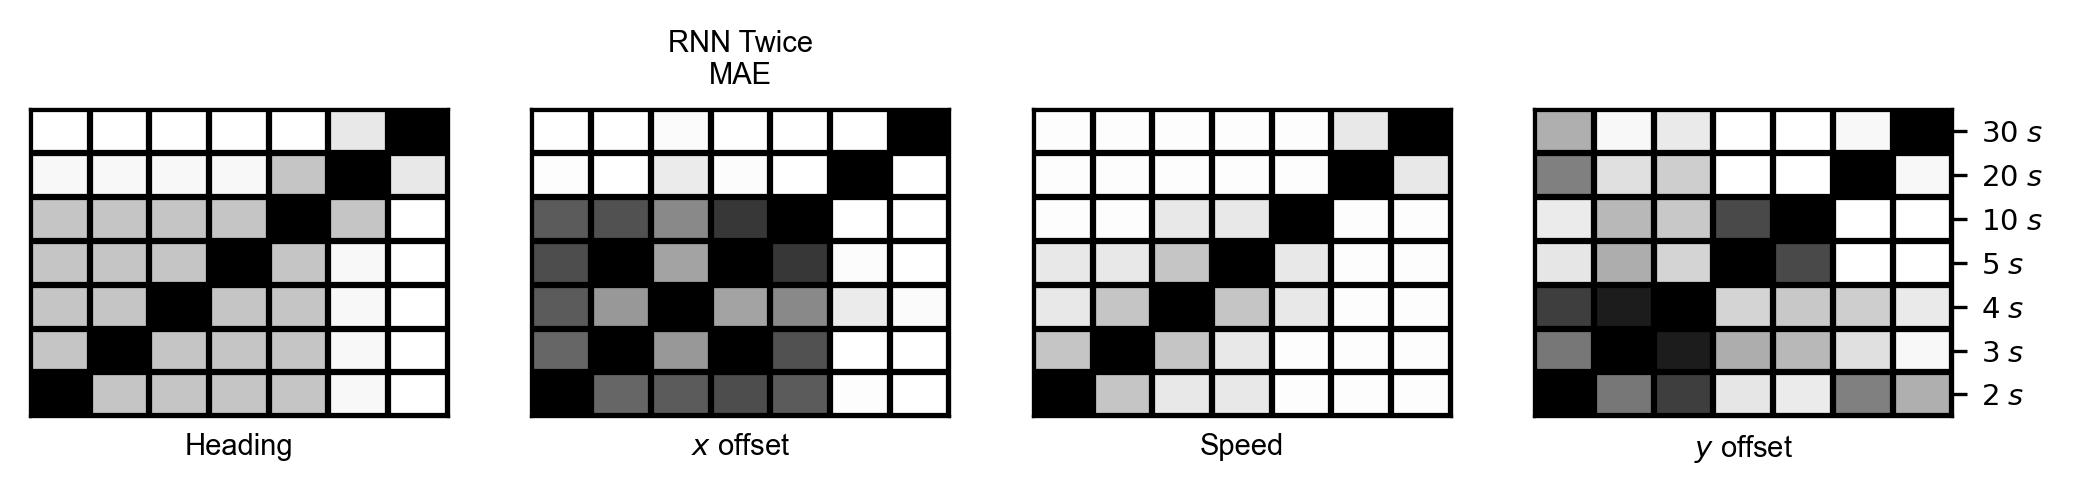 RNN Twice
MAE
30 s
20 s
10 s
5 s
4 s
3 s
2 s
Heading
x offset
Speed
y offset